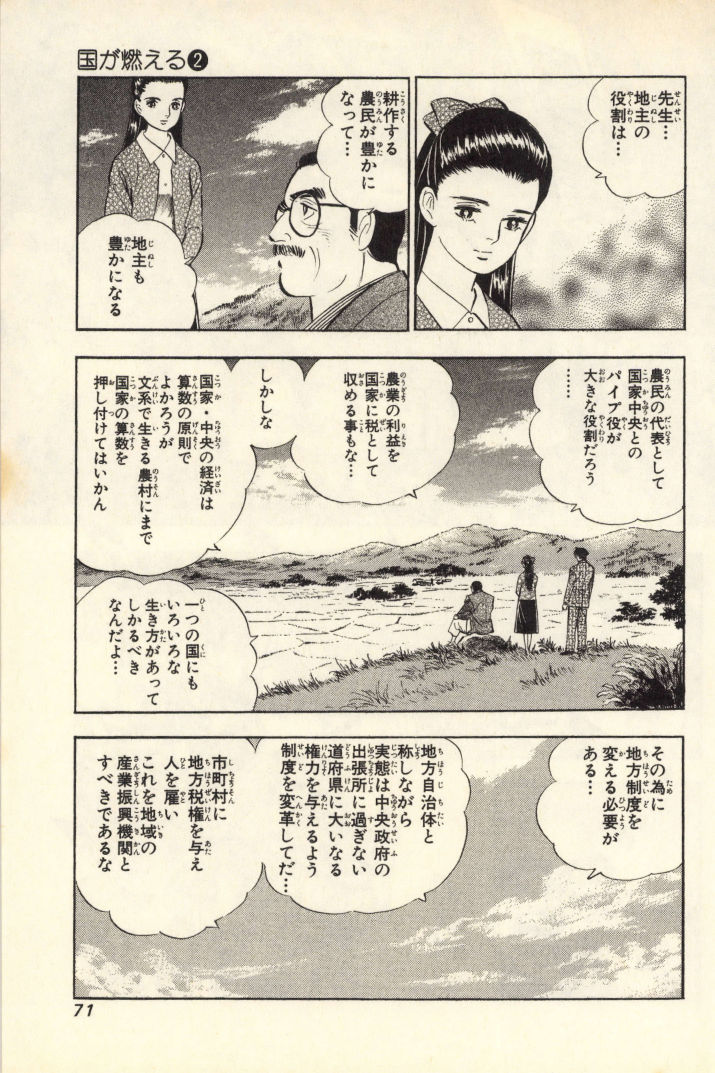 国が燃える❷
先生…
地主の
役割は…
耕作する
農民が豊かに
なって…
地主も
豊かになる
農民の代表として
国家中央との
パイプ役が
大きな役割だろう
……
農業の利益を
国家に税として
収める事もな…
しかしな
国家・中央の経済は
算数の原則で
よかろうが
文系で生きる農村にまで
国家の算数を
押し付けてはいかん
一つの国にも
いろいろな
生き方があって
しかるべき
なんだよ…
その為に
地方制度を
変える必要が
ある…
地方自治体と
称しながら
実態は中央政府の
出張所に過ぎない
道府県に大いなる
権力を与えるよう
制度を変革してだ…
市町村に
地方税権を与え
人を雇い
これを地域の
産業振興機関と
すべきであるな
71